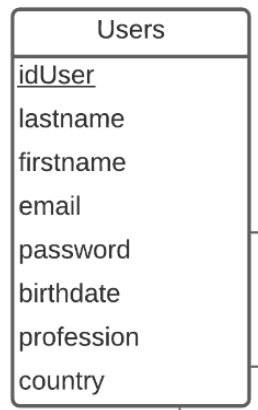 Users
idUser
lastname
firstname
email
password
birthdate
profession
country